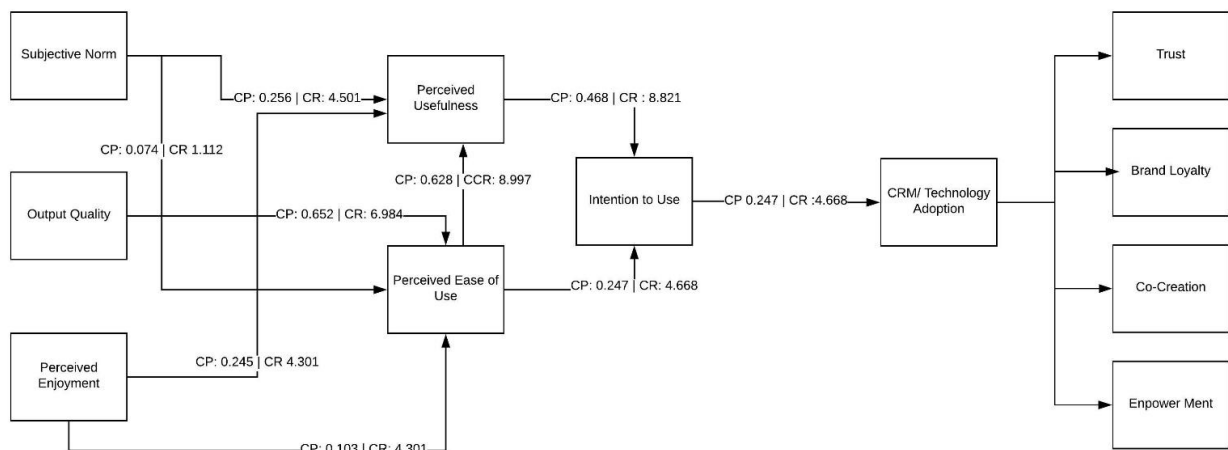 Subjective Norm
Trust
Perceived
Usefulness
CP: 0.256 | CR: 4.501
CP: 0.468 | CR : 8.821
CP: 0.074 | CR 1.112
Brand Loyalty
CP: 0.628 | CCR: 8.997
Intention to Use
CP 0.247 | CR :4.668
CRM/ Technology
Adoption
Output Quality
CP: 0.652 | CR: 6.984
Perceived Ease of
Use
CP: 0.247 | CR: 4.668
Co-Creation
Perceived
Enjoyment
CP: 0.245 | CR 4.301
Enpower Ment
CP: 0.103 | CR: 4.301